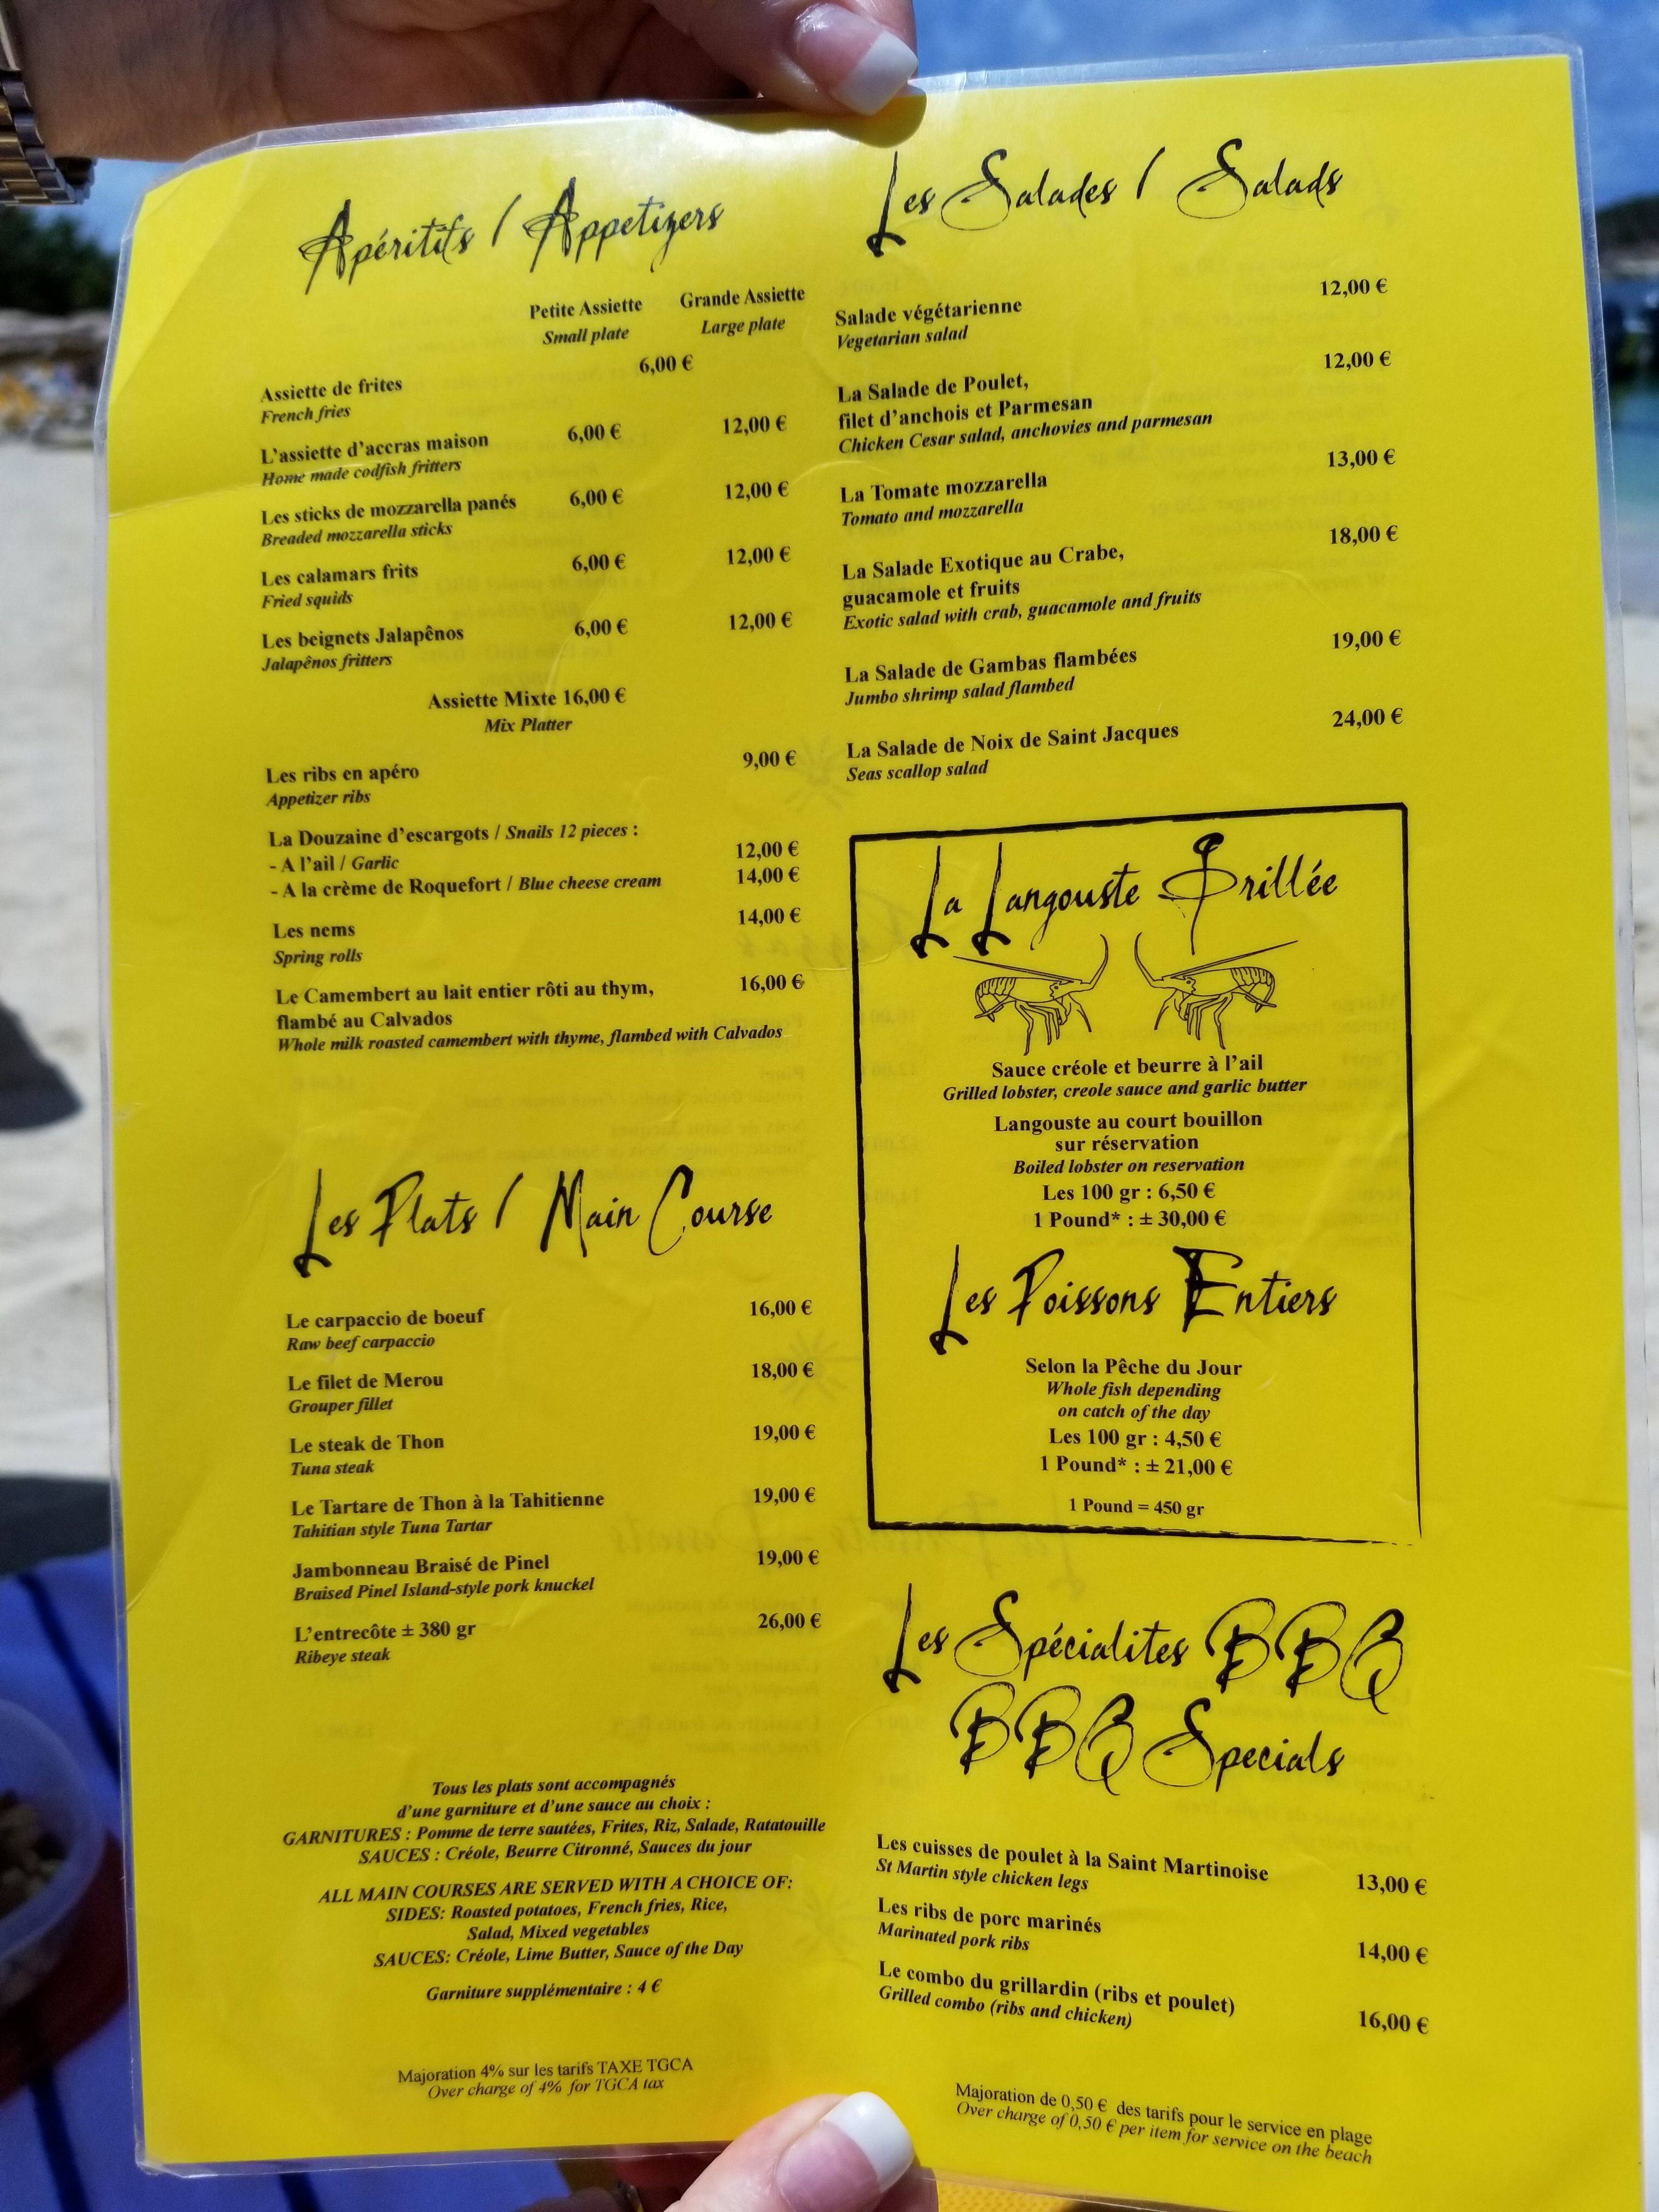 Apéritifs / Appetizers
Petite Assiette Grande Assiette
Small plate Large plate
Assiette de frites 6,00 €
French fries
L'assiette d'accras maison 6,00 € 12,00 €
Home made codfish fritters
Les sticks de mozzarella panés 6,00 € 12,00 €
Breaded mozzarella sticks
Les calamars frits 6,00 € 12,00 €
Fried squids
Les beignets Jalapênos 6,00 € 12,00 €
Jalapênos fritters
Assiette Mixte 16,00 €
Mix Platter
Les ribs en apéro 9,00 €
Appetizer ribs
La Douzaine d'escargots / Snails 12 pieces :
- A l'ail / Garlic 12,00 €
- A la crème de Roquefort / Blue cheese cream 14,00 €
Les nems 14,00 €
Spring rolls
Le Camembert au lait entier rôti au thym, 16,00 €
flambé au Calvados
Whole milk roasted camembert with thyme, flambed with Calvados
Les Plats / Main Course
Le carpaccio de boeuf 16,00 €
Raw beef carpaccio
Le filet de Merou 18,00 €
Grouper fillet
Le steak de Thon 19,00 €
Tuna steak
Le Tartare de Thon à la Tahitienne 19,00 €
Tahitian style Tuna Tartar
Jambonneau Braisé de Pinel 19,00 €
Braised Pinel Island-style pork knuckel
L'entrecôte ± 380 gr 26,00 €
Ribeye steak
Tous les plats sont accompagnés
d'une garniture et d'une sauce au choix :
GARNITURES : Pomme de terre sautées, Frites, Riz, Salade, Ratatouille
SAUCES : Créole, Beurre Citronné, Sauces du jour
ALL MAIN COURSES ARE SERVED WITH A CHOICE OF:
SIDES: Roasted potatoes, French fries, Rice,
Salad, Mixed vegetables
SAUCES: Créole, Lime Butter, Sauce of the Day
Garniture supplémentaire : 4 €
Majoration 4% sur les tarifs TAXE TGCA
Over charge of 4% for TGCA tax
Les Salades / Salads
Salade végétarienne 12,00 €
Vegetarian salad
La Salade de Poulet, 12,00 €
filet d'anchois et Parmesan
Chicken Cesar salad, anchovies and parmesan
La Tomate mozzarella 13,00 €
Tomato and mozzarella
La Salade Exotique au Crabe, 18,00 €
guacamole et fruits
Exotic salad with crab, guacamole and fruits
La Salade de Gambas flambées 19,00 €
Jumbo shrimp salad flambed
La Salade de Noix de Saint Jacques 24,00 €
Seas scallop salad
La Langouste Grillée
Sauce créole et beurre à l'ail
Grilled lobster, creole sauce and garlic butter
Langouste au court bouillon
sur réservation
Boiled lobster on reservation
Les 100 gr : 6,50 €
1 Pound* : ± 30,00 €
Les Poissons Entiers
Selon la Pêche du Jour
Whole fish depending
on catch of the day
Les 100 gr : 4,50 €
1 Pound* : ± 21,00 €
1 Pound = 450 gr
Les Spécialites BBQ
BBQ Specials
Les cuisses de poulet à la Saint Martinoise 13,00 €
St Martin style chicken legs
Les ribs de porc marinés 14,00 €
Marinated pork ribs
Le combo du grillardin (ribs et poulet) 16,00 €
Grilled combo (ribs and chicken)
Majoration de 0,50 € des tarifs pour le service en plage
Over charge of 0,50 € per item for service on the beach